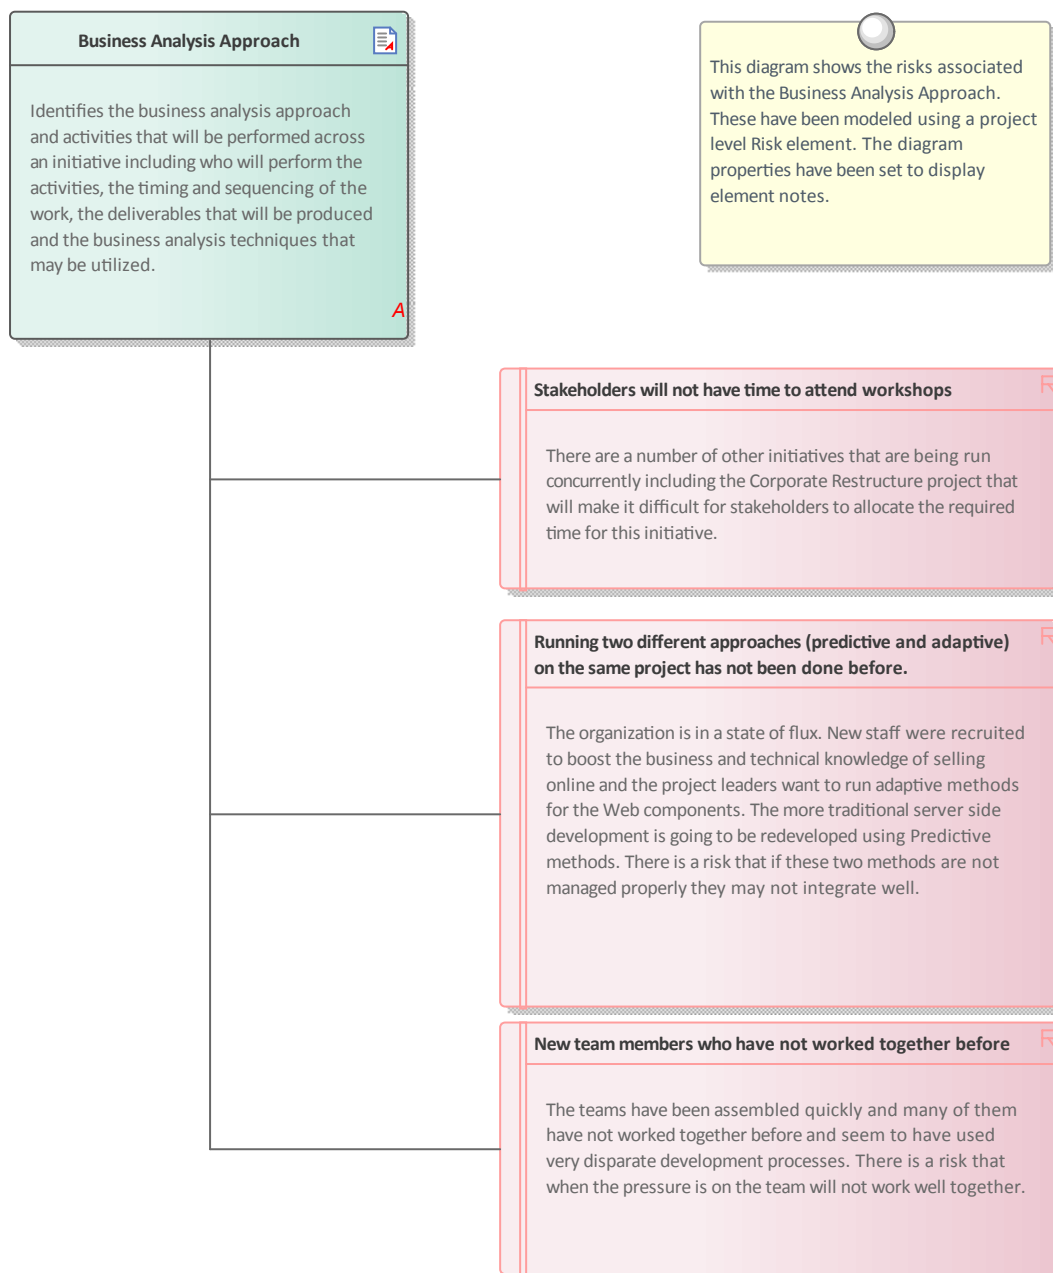 Business Analysis Approach
Identifies the business analysis approach
and activities that will be performed across
an initiative including who will perform the
activities, the timing and sequencing of the
work, the deliverables that will be produced
and the business analysis techniques that
may be utilized.
A
This diagram shows the risks associated
with the Business Analysis Approach.
These have been modeled using a project
level Risk element. The diagram
properties have been set to display
element notes.
Stakeholders will not have time to attend workshops
R
There are a number of other initiatives that are being run
concurrently including the Corporate Restructure project that
will make it difficult for stakeholders to allocate the required
time for this initiative.
Running two different approaches (predictive and adaptive)
on the same project has not been done before.
R
The organization is in a state of flux. New staff were recruited
to boost the business and technical knowledge of selling
online and the project leaders want to run adaptive methods
for the Web components. The more traditional server side
development is going to be redeveloped using Predictive
methods. There is a risk that if these two methods are not
managed properly they may not integrate well.
New team members who have not worked together before
R
The teams have been assembled quickly and many of them
have not worked together before and seem to have used
very disparate development processes. There is a risk that
when the pressure is on the team will not work well together.